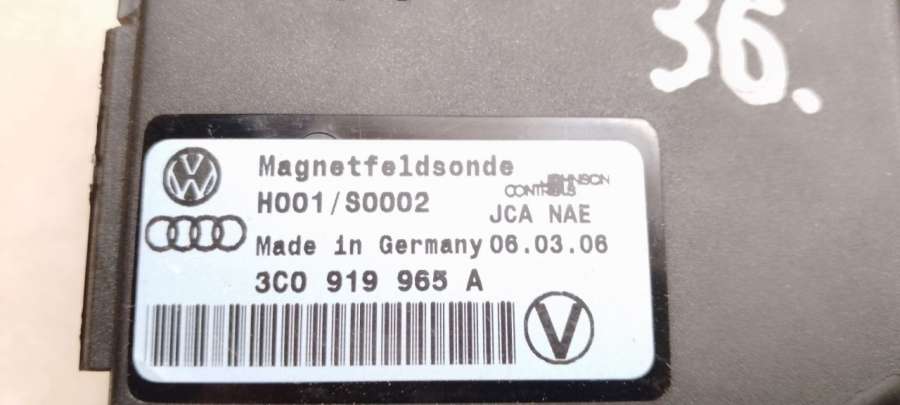 36.
Magnetfeldsonde
JOHNSON
CONTROLS
H001/S0002
JCA NAE
Made in Germany 06.03.06
3C0 919 965 A
V